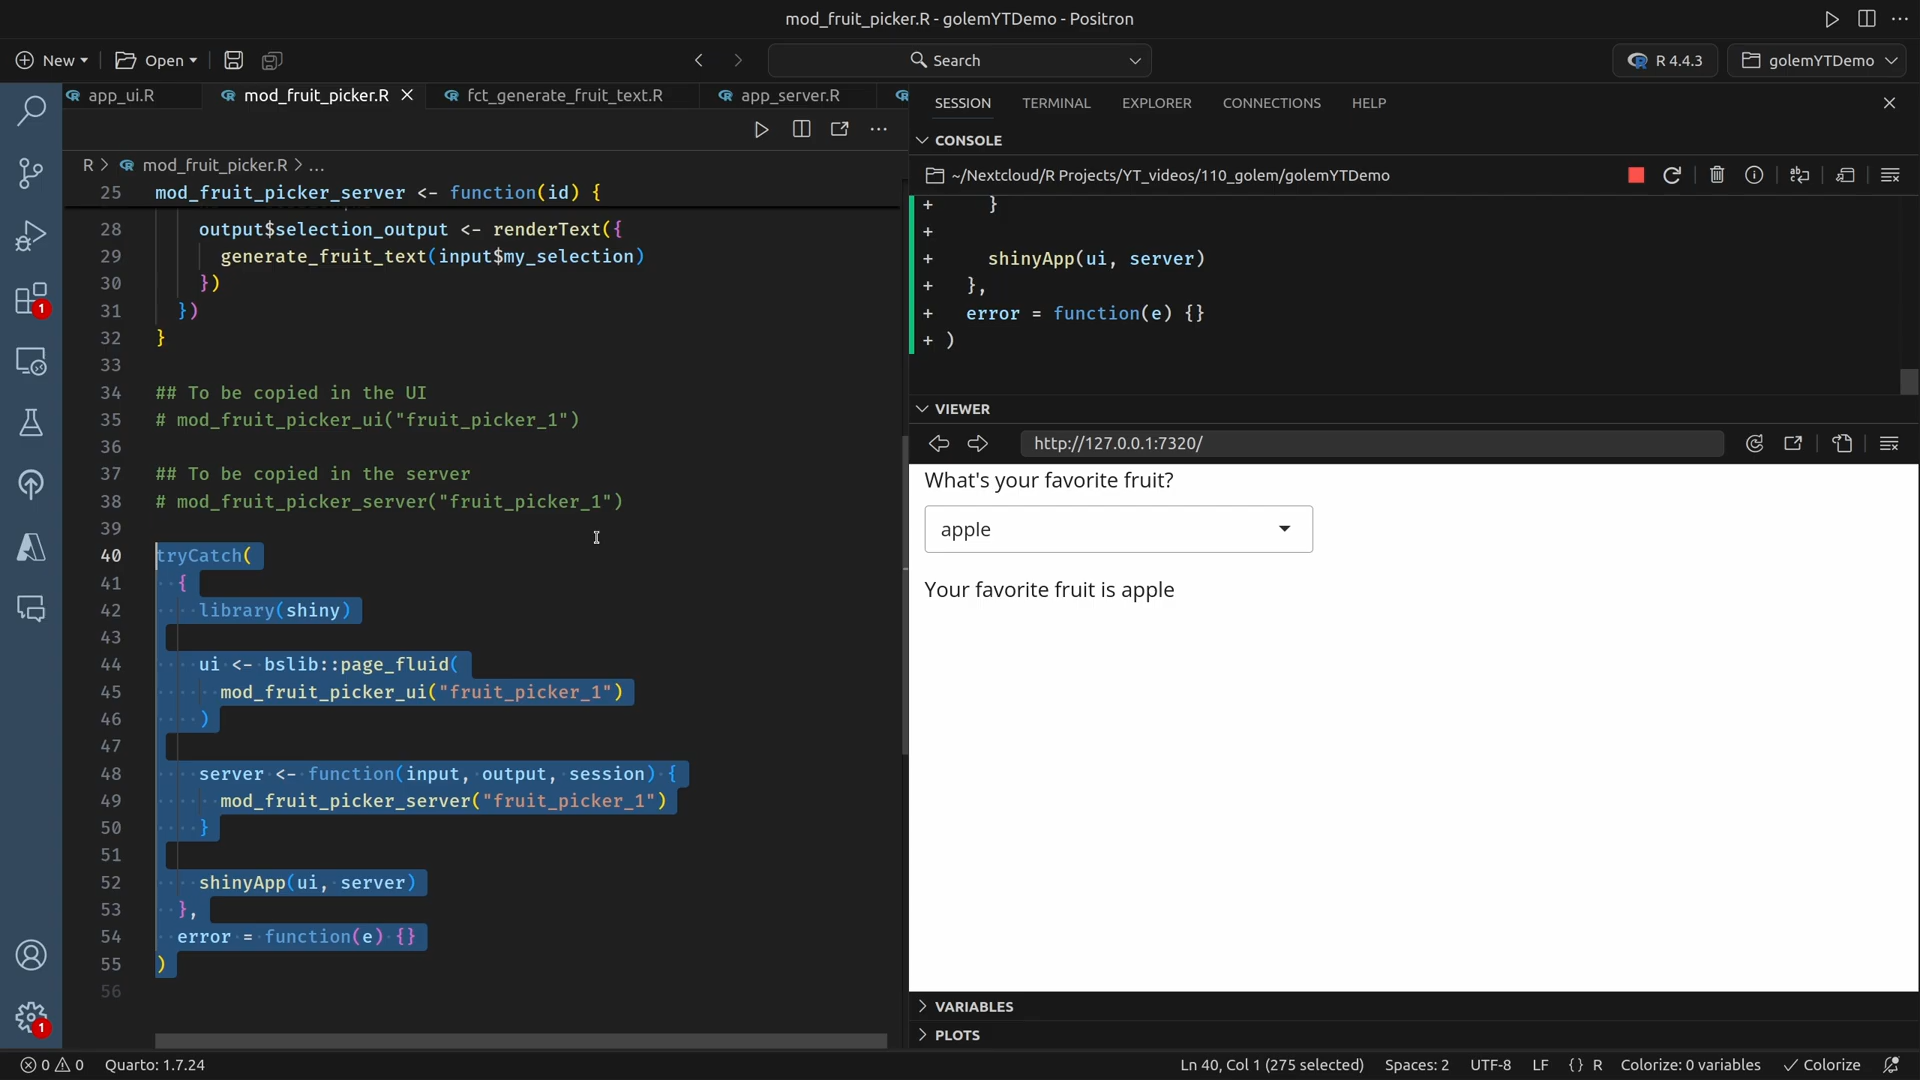 mod_fruit_picker.R - golemYTDemo - Positron
New
Open
Search
R 4.4.3
golemYTDemo
app_ui.R
mod_fruit_picker.R
fct_generate_fruit_text.R
app_server.R
R > mod_fruit_picker.R > ...
25 mod_fruit_picker_server <- function(id) {
28 output$selection_output <- renderText({
29 generate_fruit_text(input$my_selection)
30 })
31 })
32 }
33
34 ## To be copied in the UI
35 # mod_fruit_picker_ui("fruit_picker_1")
36
37 ## To be copied in the server
38 # mod_fruit_picker_server("fruit_picker_1")
39
40 tryCatch(
41 {
42 library(shiny)
43
44 ui <- bslib::page_fluid(
45 mod_fruit_picker_ui("fruit_picker_1")
46 )
47
48 server <- function(input, output, session) {
49 mod_fruit_picker_server("fruit_picker_1")
50 }
51
52 shinyApp(ui, server)
53 },
54 error = function(e) {}
55 )
56
1
1
SESSION
TERMINAL
EXPLORER
CONNECTIONS
HELP
CONSOLE
~/Nextcloud/R Projects/YT_videos/110_golem/golemYTDemo
+ }
+
+ shinyApp(ui, server)
+ },
+ error = function(e) {}
+ )
VIEWER
http://127.0.0.1:7320/
What's your favorite fruit?
apple
Your favorite fruit is apple
VARIABLES
PLOTS
0 0
Quarto: 1.7.24
Ln 40, Col 1 (275 selected)
Spaces: 2
UTF-8
LF
{} R
Colorize: 0 variables
Colorize